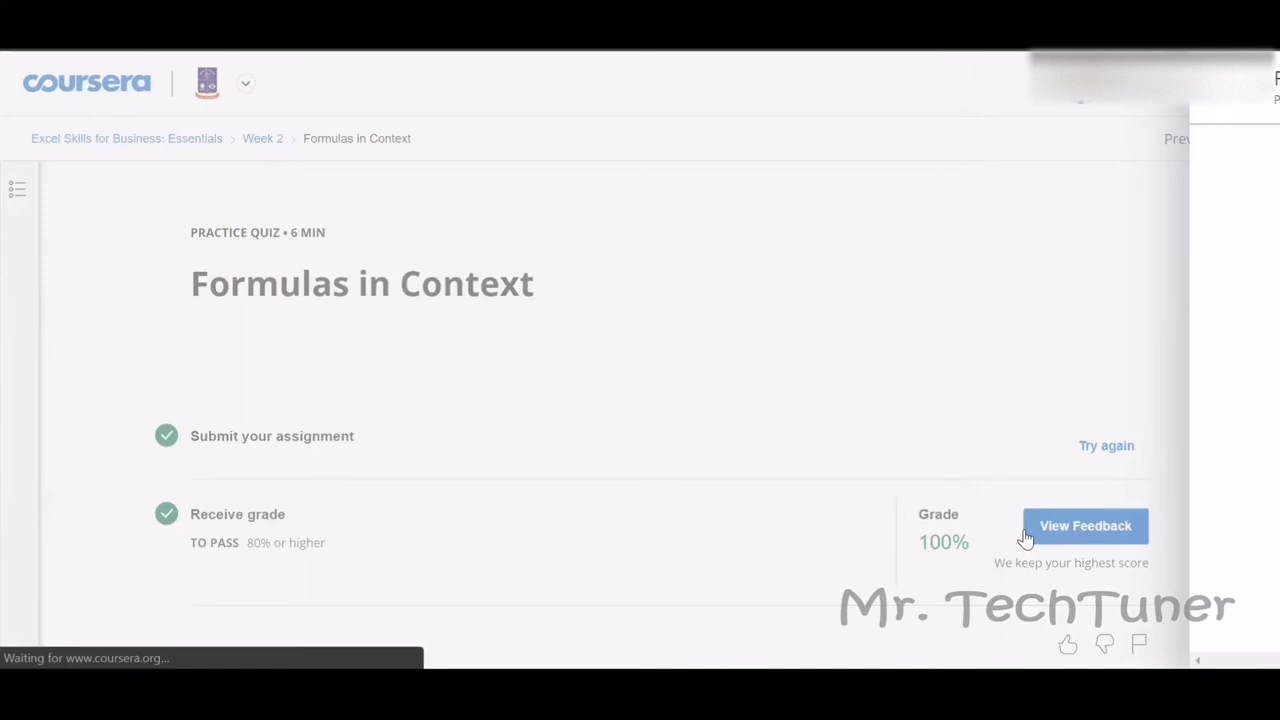 coursera
Excel Skills for Business: Essentials > Week 2 > Formulas in Context
Prev
PRACTICE QUIZ • 6 MIN
Formulas in Context
Submit your assignment
Try again
Receive grade
TO PASS 80% or higher
Grade
100%
View Feedback
We keep your highest score
Mr. TechTuner
Waiting for www.coursera.org...